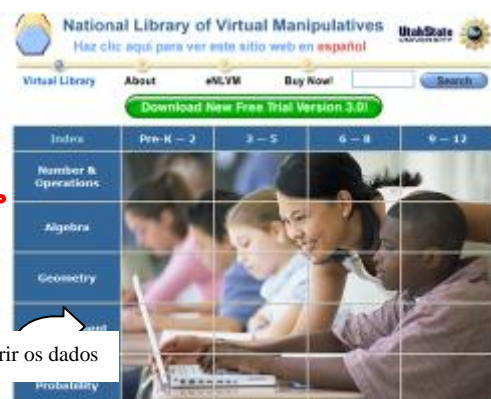 National Library of Virtual Manipulatives
UtahState
UNIVERSITY
Haz clic aquí para ver este sitio web en español
Virtual Library About eNLVM Buy Now! Search
Download New Free Trial Version 3.0!
Index Pre-K – 2 3 – 5 6 – 8 9 – 12
Number &
Operations
Algebra
Geometry
rir os dados
Probability